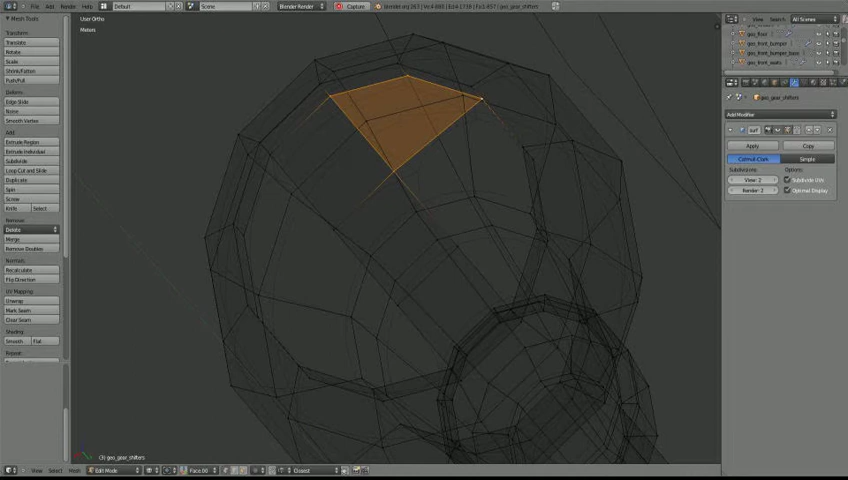 File Add Render Window Help
Default
Scene
Blender Render
Capture
geo_gear_shifters
Mesh Tools
Transform:
Translate
Rotate
Scale
Shrink/Fatten
Push/Pull
Deform:
Edge Slide
Noise
Smooth Vertex
Add:
Extrude Region
Extrude Individual
Subdivide
Loop Cut and Slide
Duplicate
Spin
Screw
Knife Select
Remove:
Delete
Merge
Remove Doubles
Normals:
Recalculate
Flip Direction
UV Mapping:
Unwrap
Mark Seam
Clear Seam
Shading:
Smooth Flat
Repeat:
User Ortho
Meters
(3) geo_gear_shifters
View Select Mesh
Edit Mode
Closest
View Search All Scenes
geo_floor
geo_front_bumper
geo_front_bumper_base
geo_front_seats
geo_gear_shifters
Add Modifier
Apply Copy
Catmull-Clark Simple
Subdivisions: Options:
View: 2 Subdivide UVs
Render: 2 Optimal Display